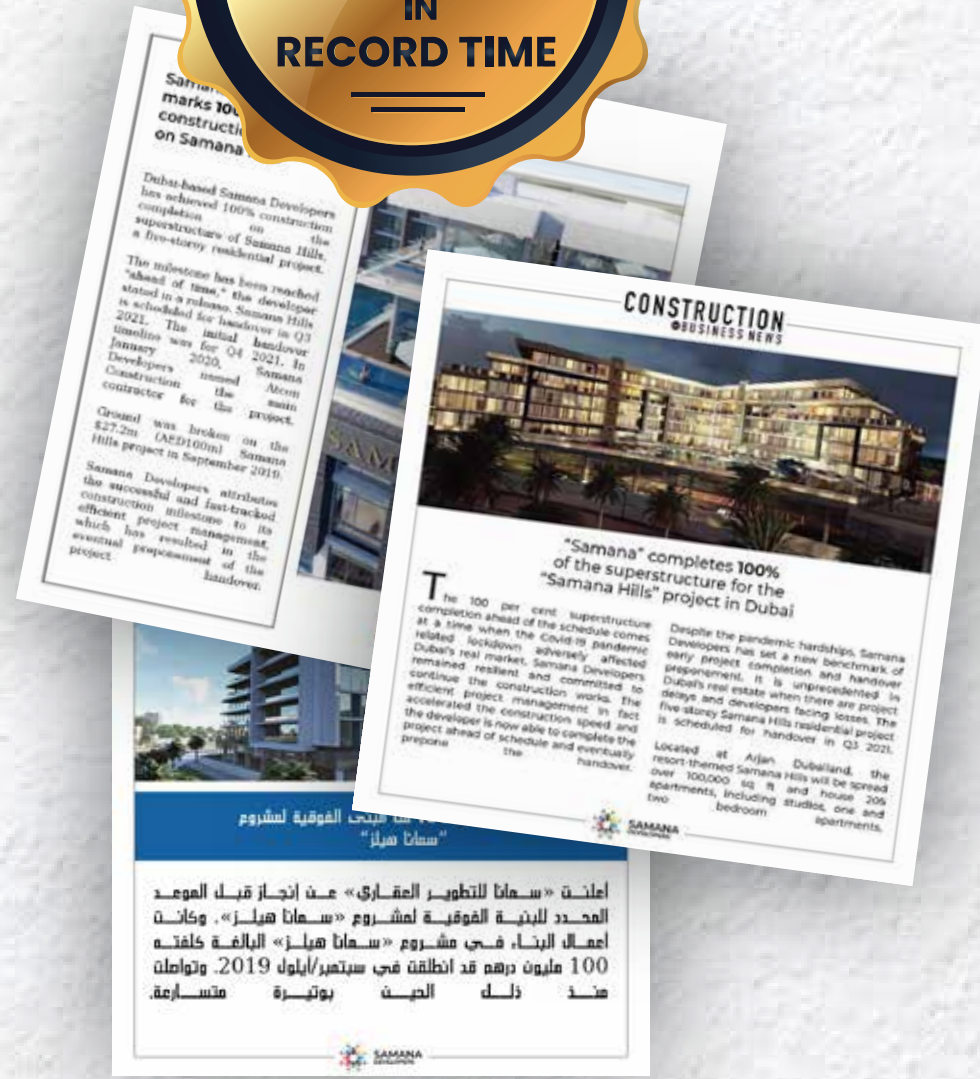 IN
RECORD TIME
marks
on Samana
Dubai-based Samana Developers
has achieved 100% construction
completion on the
superstructure of Samana Hills,
a five-storey residential project.
The milestone has been reached
"ahead of time," the developer
stated in a release. Samana Hills
is scheduled for handover in Q3
2021. The initial handover
timeline was for Q4 2021. In
January 2020, Samana
Developers named Atcon
Construction the main
contractor for the project.
Ground was broken on the
$27.2m (AED100m) Samana
Hills project in September 2019.
Samana Developers attributes
the successful and fast-tracked
construction milestone to its
efficient project management,
which has resulted in the
eventual preponement of the
project handover.
SAM
CONSTRUCTION
BUSINESS NEWS
"Samana" completes 100%
of the superstructure for the
"Samana Hills" project in Dubai
The 100 per cent superstructure
completion ahead of the schedule comes
at a time when the Covid-19 pandemic
related lockdown adversely affected
Dubai's real market. Samana Developers
remained resilient and committed to
continue the construction works. The
efficient project management in fact
accelerated the construction speed and
the developer is now able to complete the
project ahead of schedule and eventually
prepone the handover.
Despite the pandemic hardships, Samana
Developers has set a new benchmark of
early project completion and handover
preponement. It is unprecedented in
Dubai's real estate when there are project
delays and developers facing losses. The
five-storey Samana Hills residential project
is scheduled for handover in Q3 2021.
Located at Arjan Dubailand, the
resort-themed Samana Hills will be spread
over 100,000 sq ft and house 205
apartments, including studios, one and
two bedroom apartments.
SAMANA
DEVELOPERS
الفوقية لمشروع
"سمانا هيلز"
أعلنت «سمانا للتطوير العقاري» عن إنجاز قبل الموعد
المحدد للبنية الفوقية لمشروع «سمانا هيلز». وكانت
أعمال البناء في مشروع «سمانا هيلز» البالغة كلفته
100 مليون درهم قد انطلقت في سبتمبر/أيلول 2019. وتواصلت
منذ ذلك الحين بوتيرة متسارعة.
SAMANA
DEVELOPERS